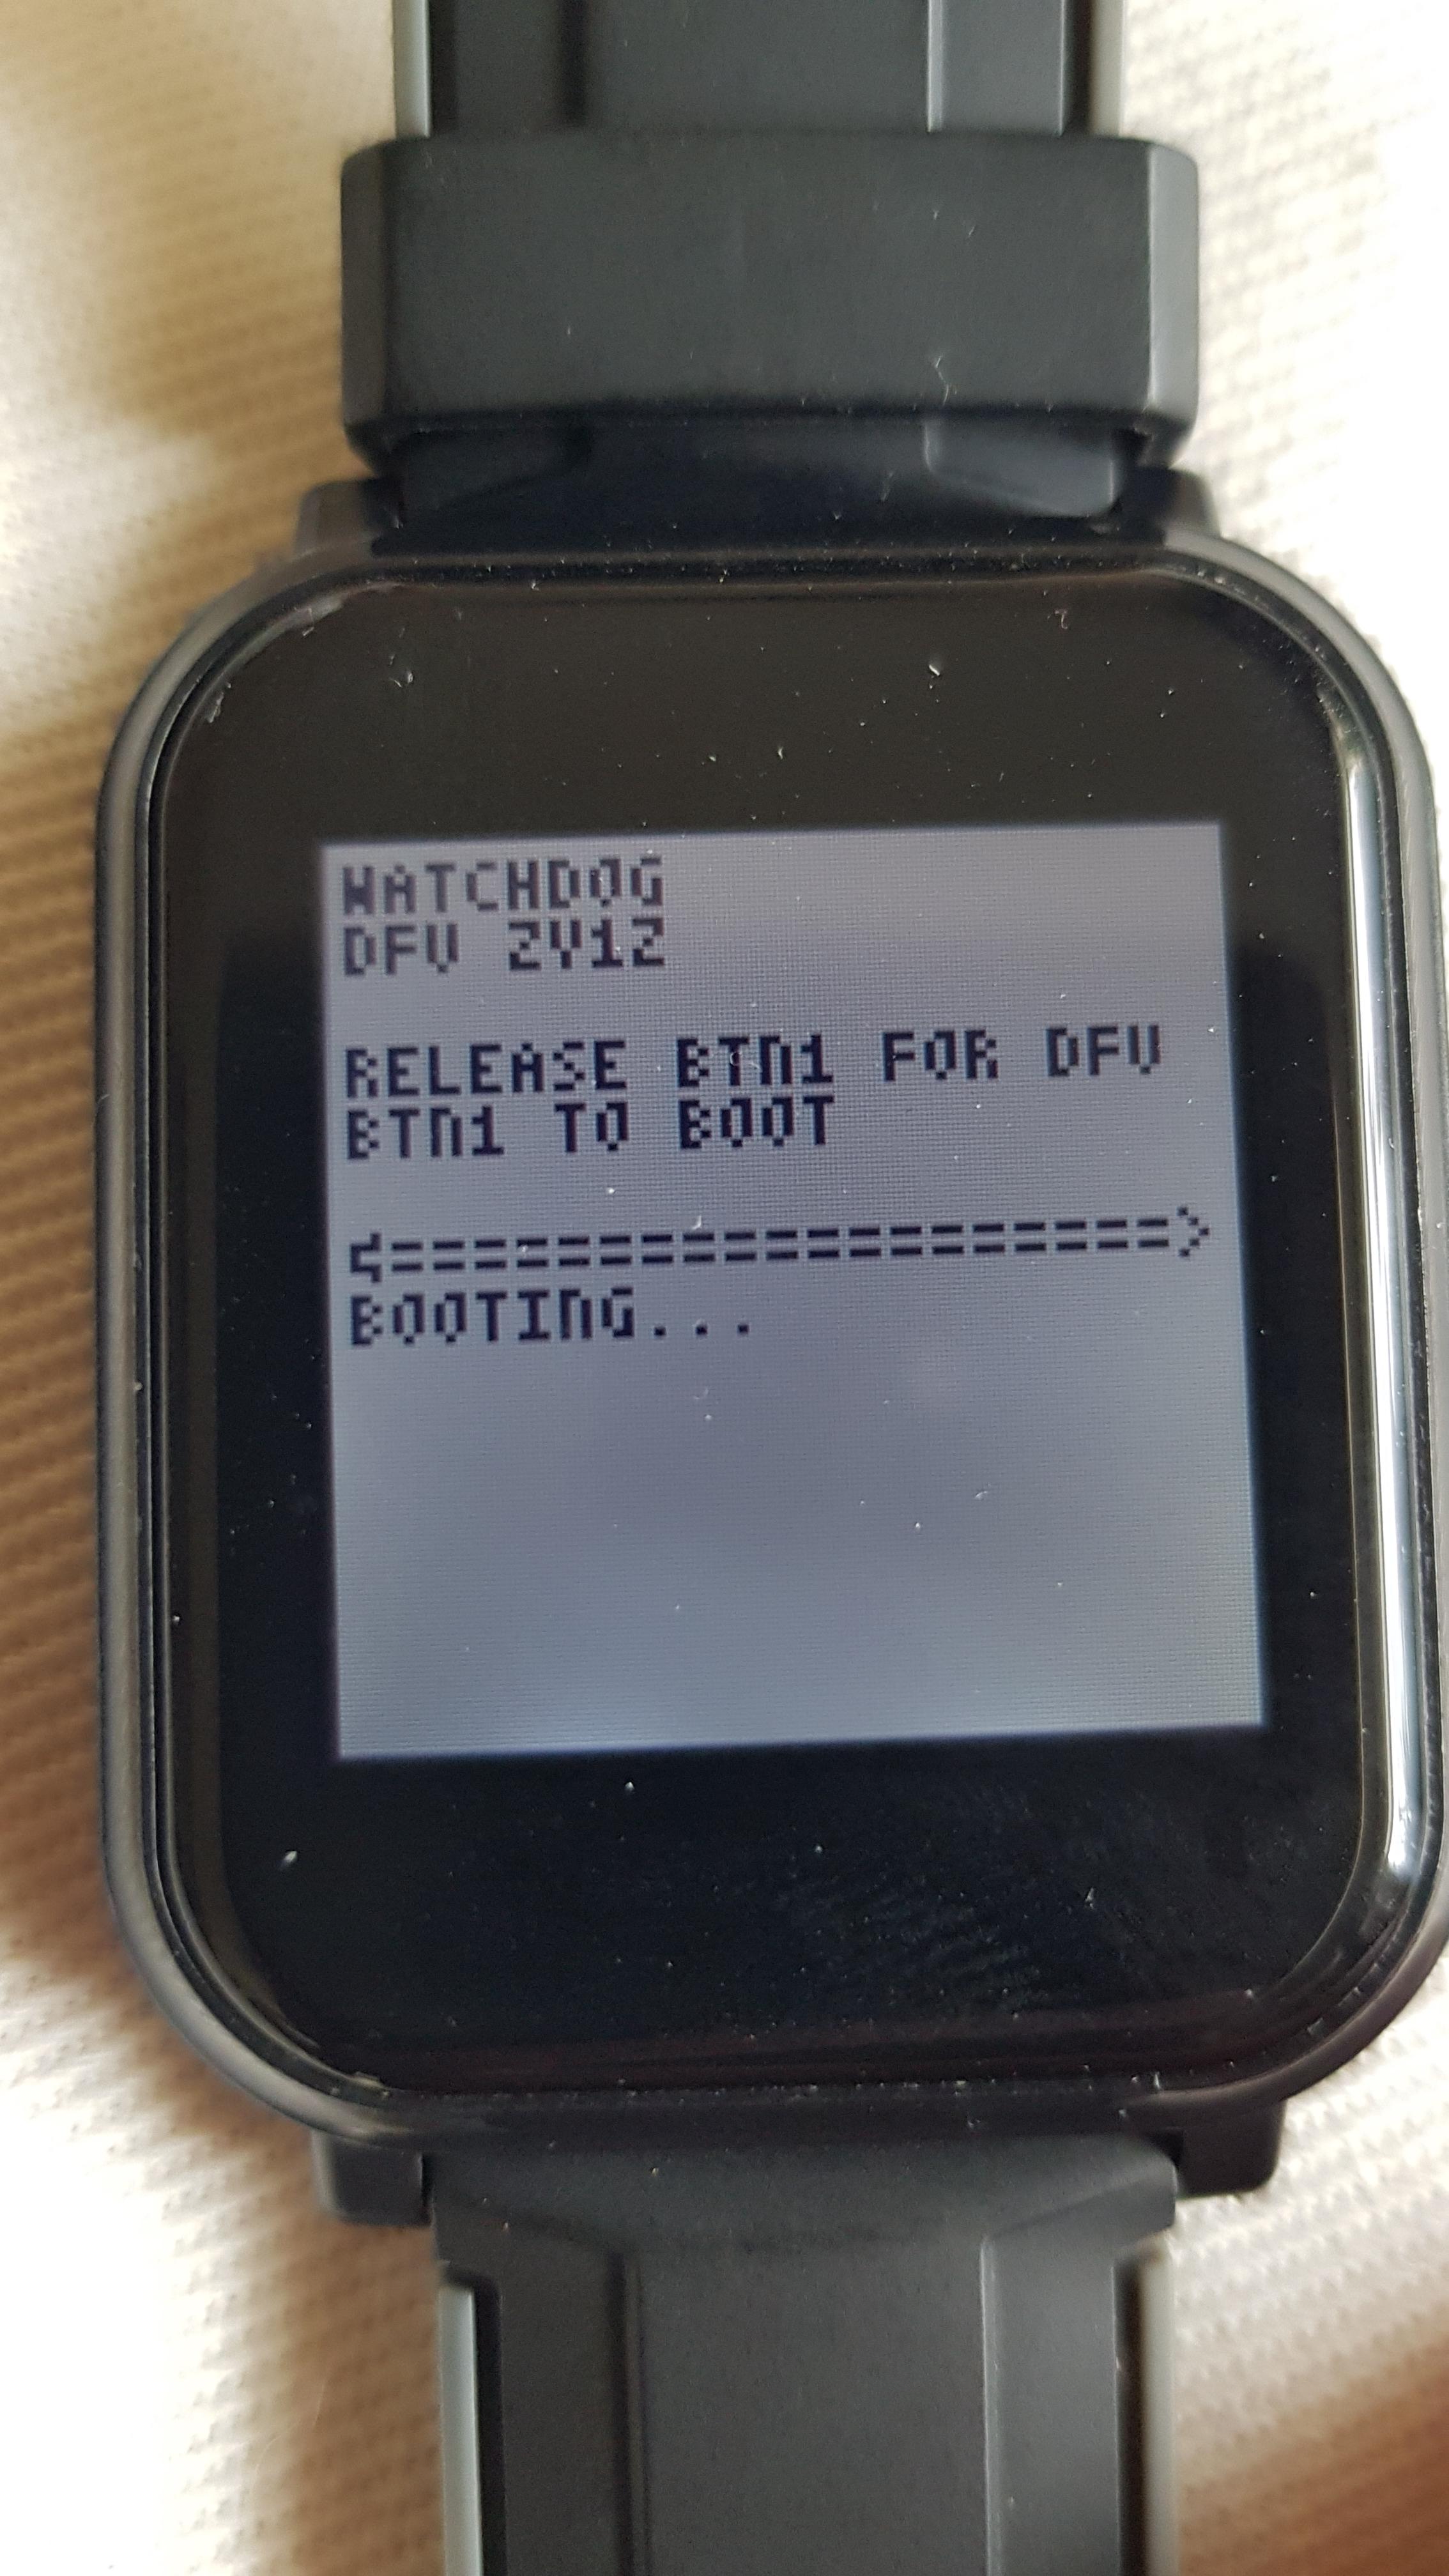 WATCHDOG
DFU 2V12
RELEASE BTN1 FOR DFU
BTN1 TO BOOT
<===================>
BOOTING...